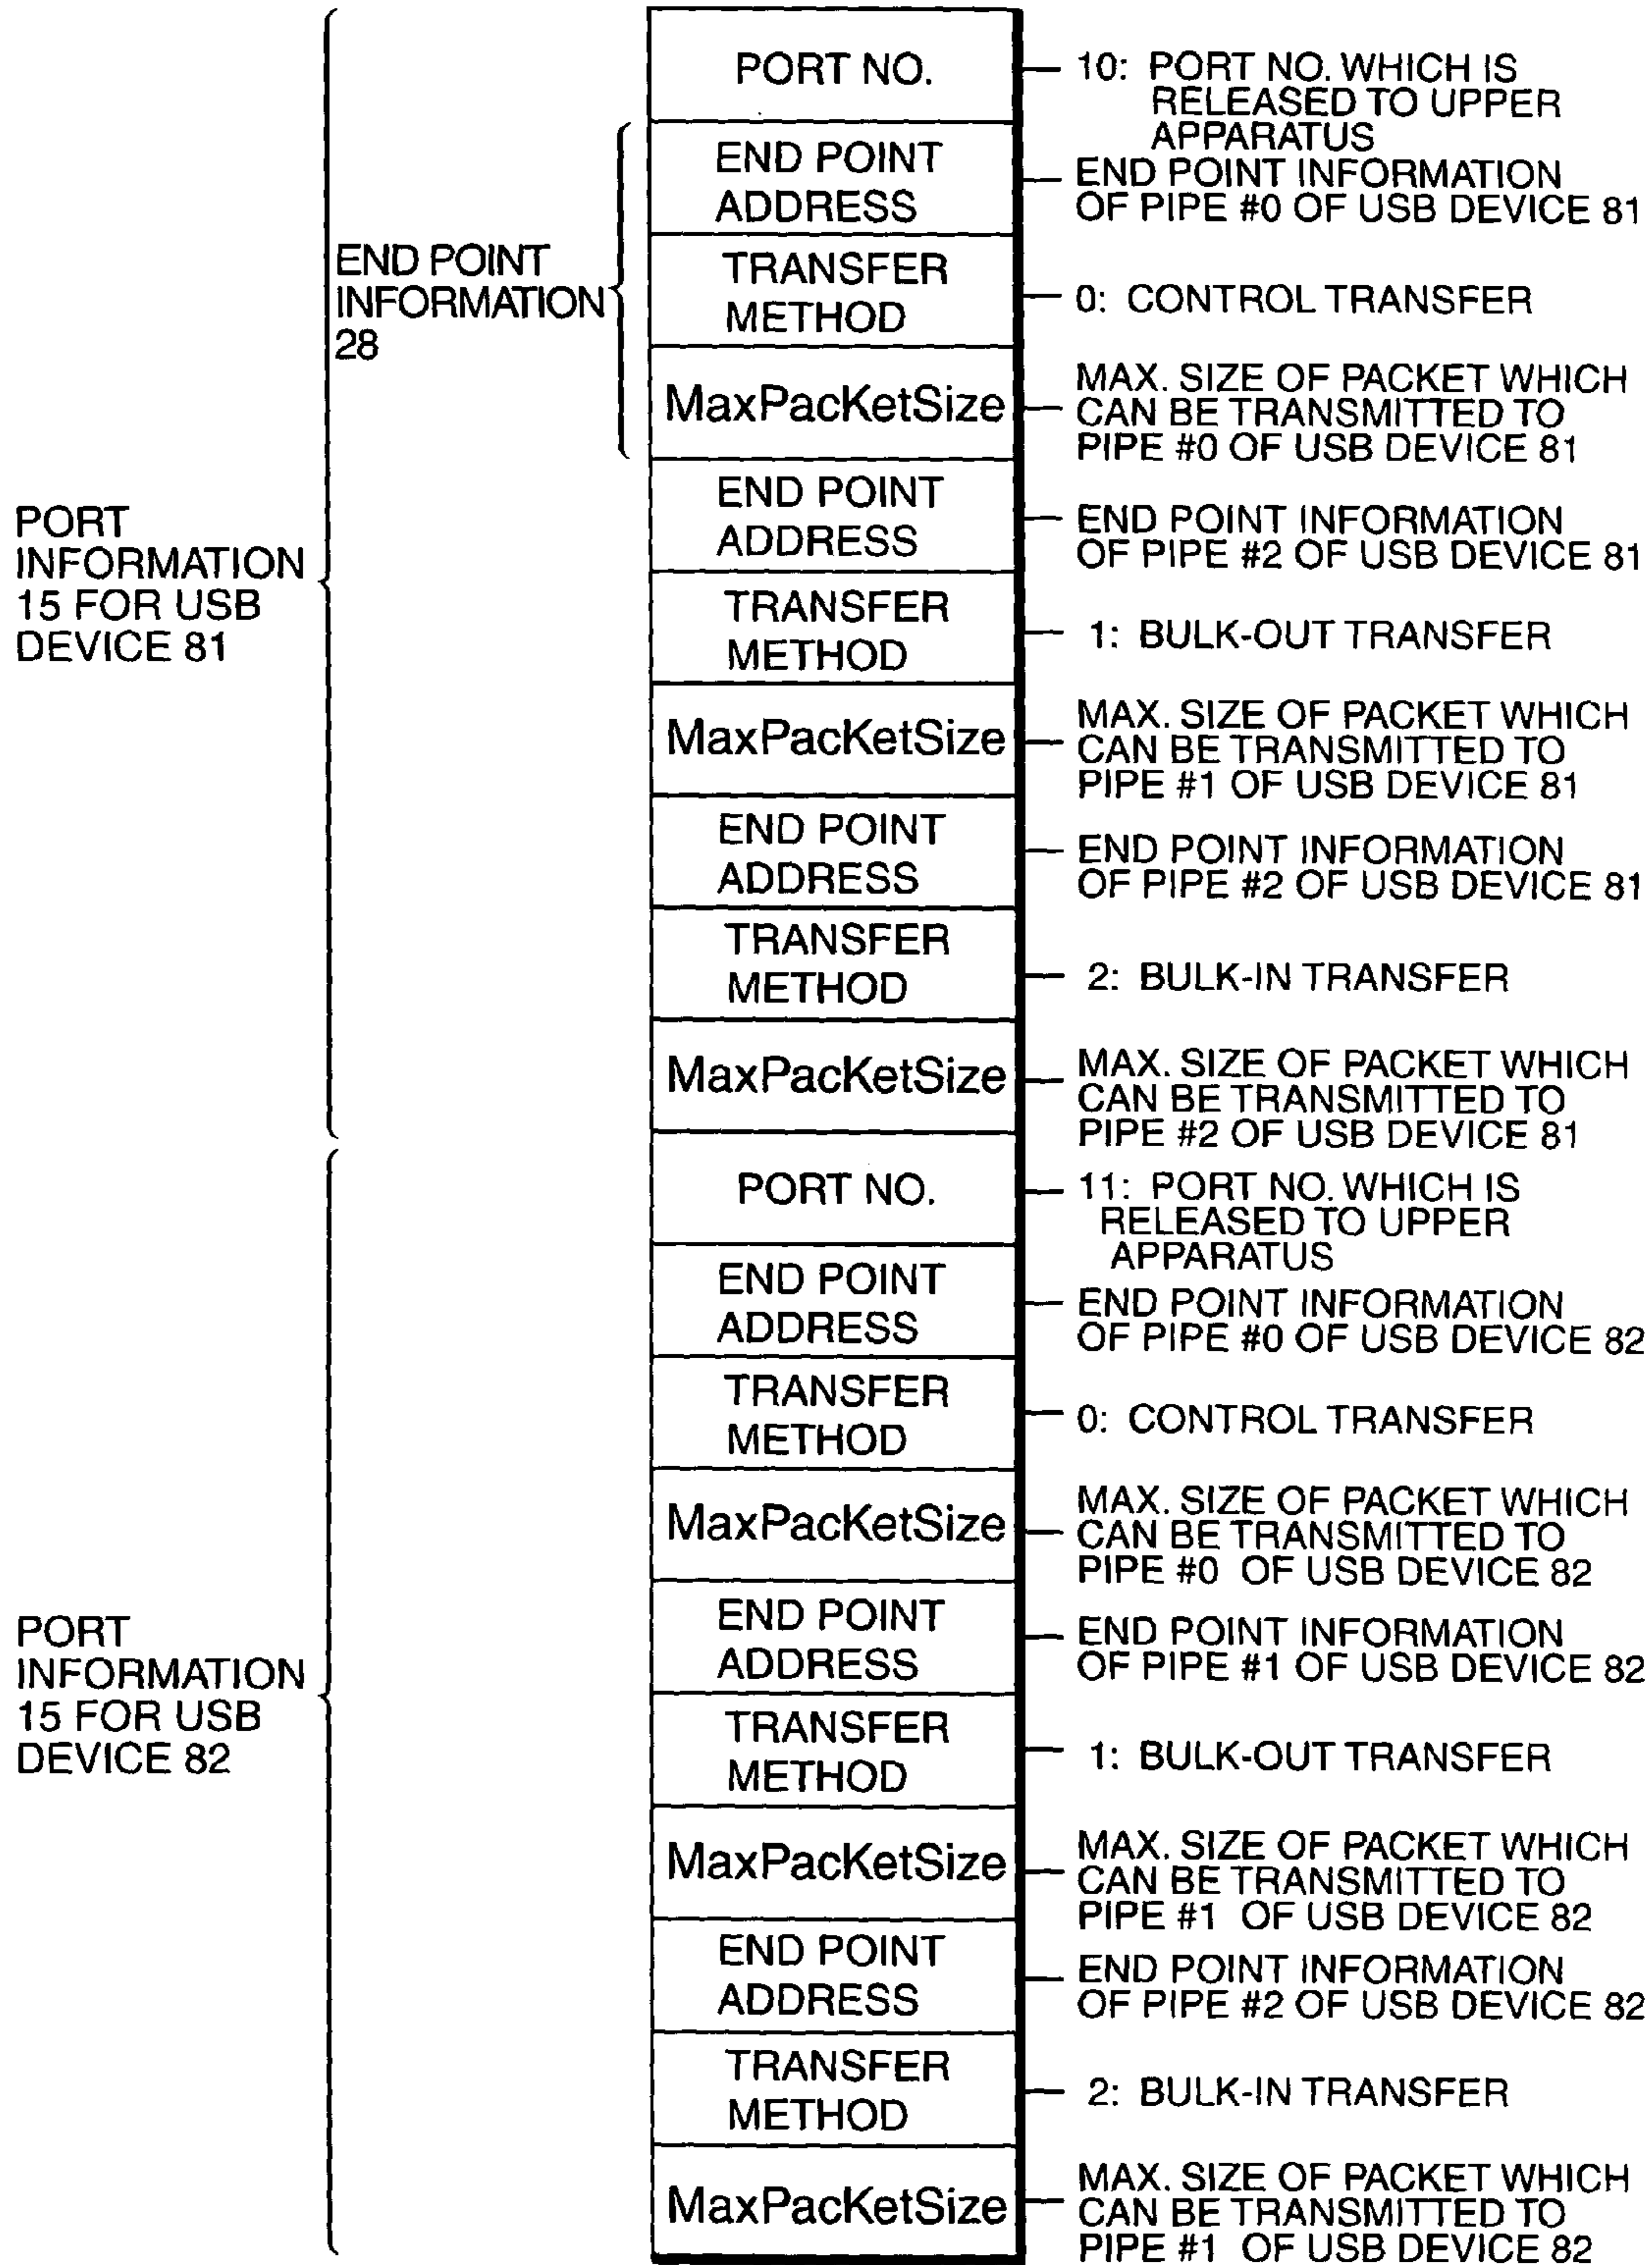 PORT NO.
10: PORT NO. WHICH IS
RELEASED TO UPPER
APPARATUS
END POINT
ADDRESS
END POINT INFORMATION
OF PIPE #0 OF USB DEVICE 81
END POINT
INFORMATION
28
TRANSFER
METHOD
0: CONTROL TRANSFER
MaxPacKetSize
MAX. SIZE OF PACKET WHICH
CAN BE TRANSMITTED TO
PIPE #0 OF USB DEVICE 81
PORT
INFORMATION
15 FOR USB
DEVICE 81
END POINT
ADDRESS
END POINT INFORMATION
OF PIPE #2 OF USB DEVICE 81
TRANSFER
METHOD
1: BULK-OUT TRANSFER
MaxPacKetSize
MAX. SIZE OF PACKET WHICH
CAN BE TRANSMITTED TO
PIPE #1 OF USB DEVICE 81
END POINT
ADDRESS
END POINT INFORMATION
OF PIPE #2 OF USB DEVICE 81
TRANSFER
METHOD
2: BULK-IN TRANSFER
MaxPacKetSize
MAX. SIZE OF PACKET WHICH
CAN BE TRANSMITTED TO
PIPE #2 OF USB DEVICE 81
PORT NO.
11: PORT NO. WHICH IS
RELEASED TO UPPER
APPARATUS
END POINT
ADDRESS
END POINT INFORMATION
OF PIPE #0 OF USB DEVICE 82
TRANSFER
METHOD
0: CONTROL TRANSFER
MaxPacKetSize
MAX. SIZE OF PACKET WHICH
CAN BE TRANSMITTED TO
PIPE #0 OF USB DEVICE 82
PORT
INFORMATION
15 FOR USB
DEVICE 82
END POINT
ADDRESS
END POINT INFORMATION
OF PIPE #1 OF USB DEVICE 82
TRANSFER
METHOD
1: BULK-OUT TRANSFER
MaxPacKetSize
MAX. SIZE OF PACKET WHICH
CAN BE TRANSMITTED TO
PIPE #1 OF USB DEVICE 82
END POINT
ADDRESS
END POINT INFORMATION
OF PIPE #2 OF USB DEVICE 82
TRANSFER
METHOD
2: BULK-IN TRANSFER
MaxPacKetSize
MAX. SIZE OF PACKET WHICH
CAN BE TRANSMITTED TO
PIPE #1 OF USB DEVICE 82